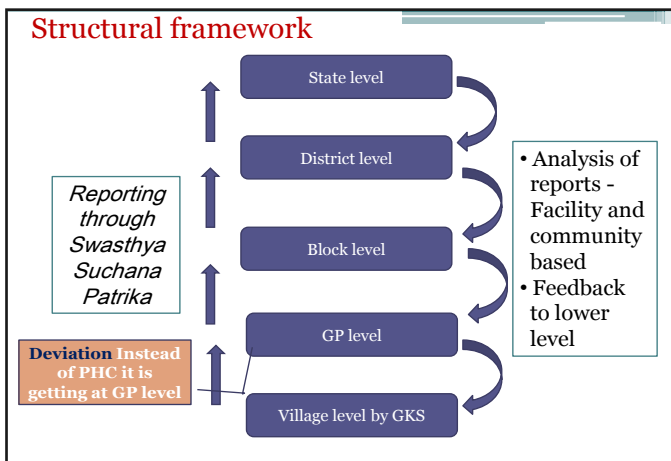 Structural framework
State level
District level
Block level
GP level
Village level by GKS
Reporting
through
Swasthya
Suchana
Patrika
Deviation Instead
of PHC it is
getting at GP level
• Analysis of
reports -
Facility and
community
based
• Feedback
to lower
level